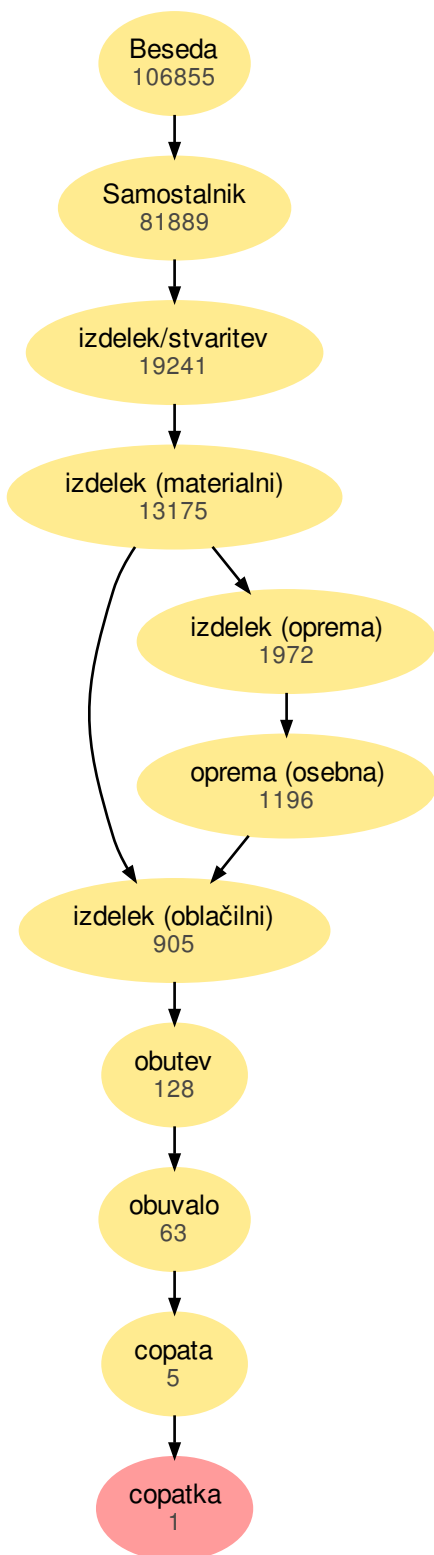 Beseda
106855
Samostalnik
81889
izdelek/stvaritev
19241
izdelek (materialni)
13175
izdelek (oprema)
1972
oprema (osebna)
1196
izdelek (oblačilni)
905
obutev
128
obuvalo
63
copata
5
copatka
1